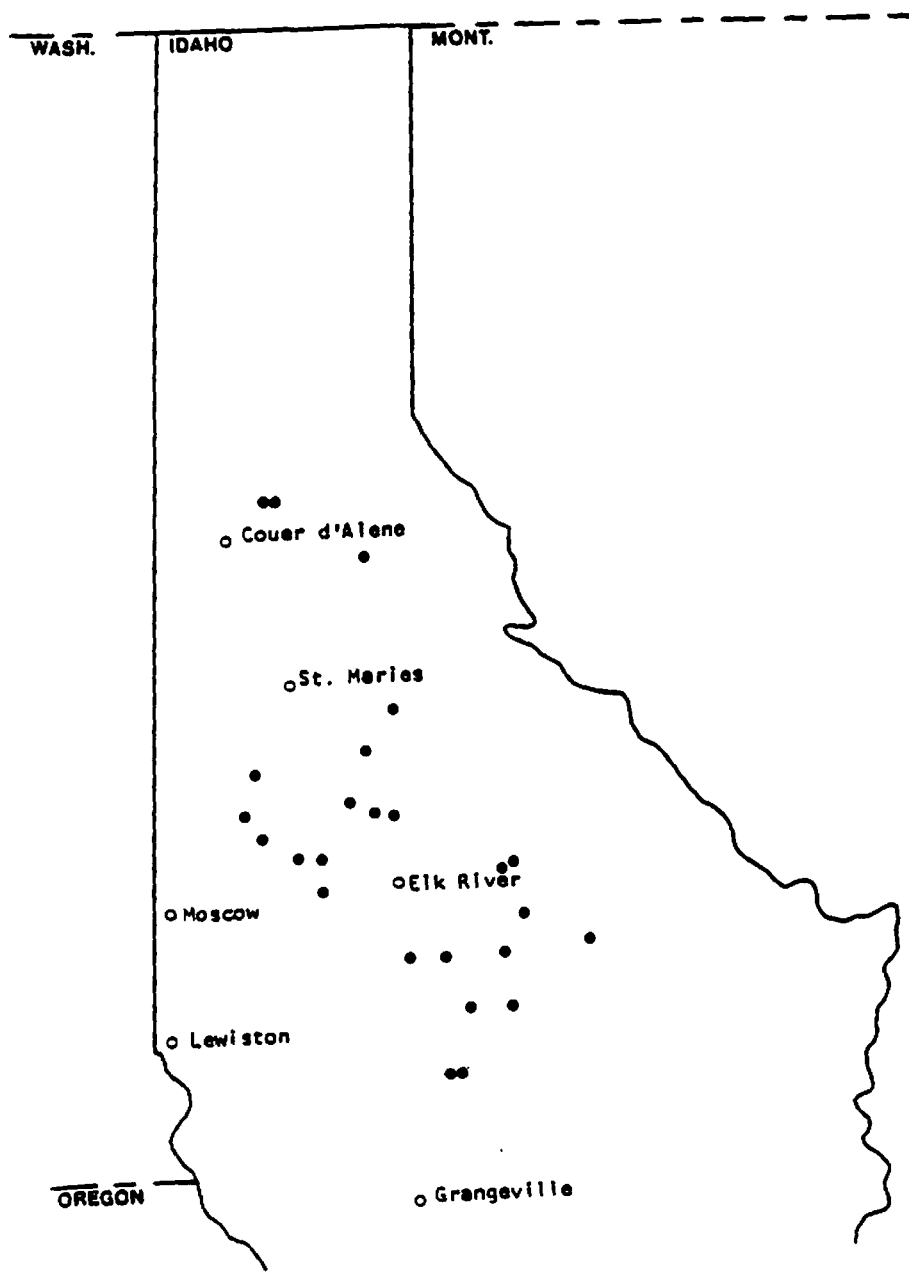 WASH.
IDAHO
MONT.
Couer d'Alene
St. Maries
Elk River
Moscow
Lewiston
OREGON
Grangeville